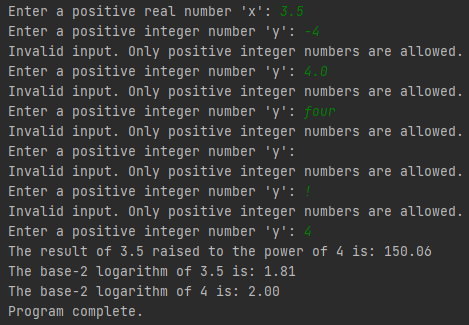 Enter a positive real number 'x': 3.5
Enter a positive integer number 'y': -4
Invalid input. Only positive integer numbers are allowed.
Enter a positive integer number 'y': 4.0
Invalid input. Only positive integer numbers are allowed.
Enter a positive integer number 'y': four
Invalid input. Only positive integer numbers are allowed.
Enter a positive integer number 'y':
Invalid input. Only positive integer numbers are allowed.
Enter a positive integer number 'y': !
Invalid input. Only positive integer numbers are allowed.
Enter a positive integer number 'y': 4
The result of 3.5 raised to the power of 4 is: 150.06
The base-2 logarithm of 3.5 is: 1.81
The base-2 logarithm of 4 is: 2.00
Program complete.